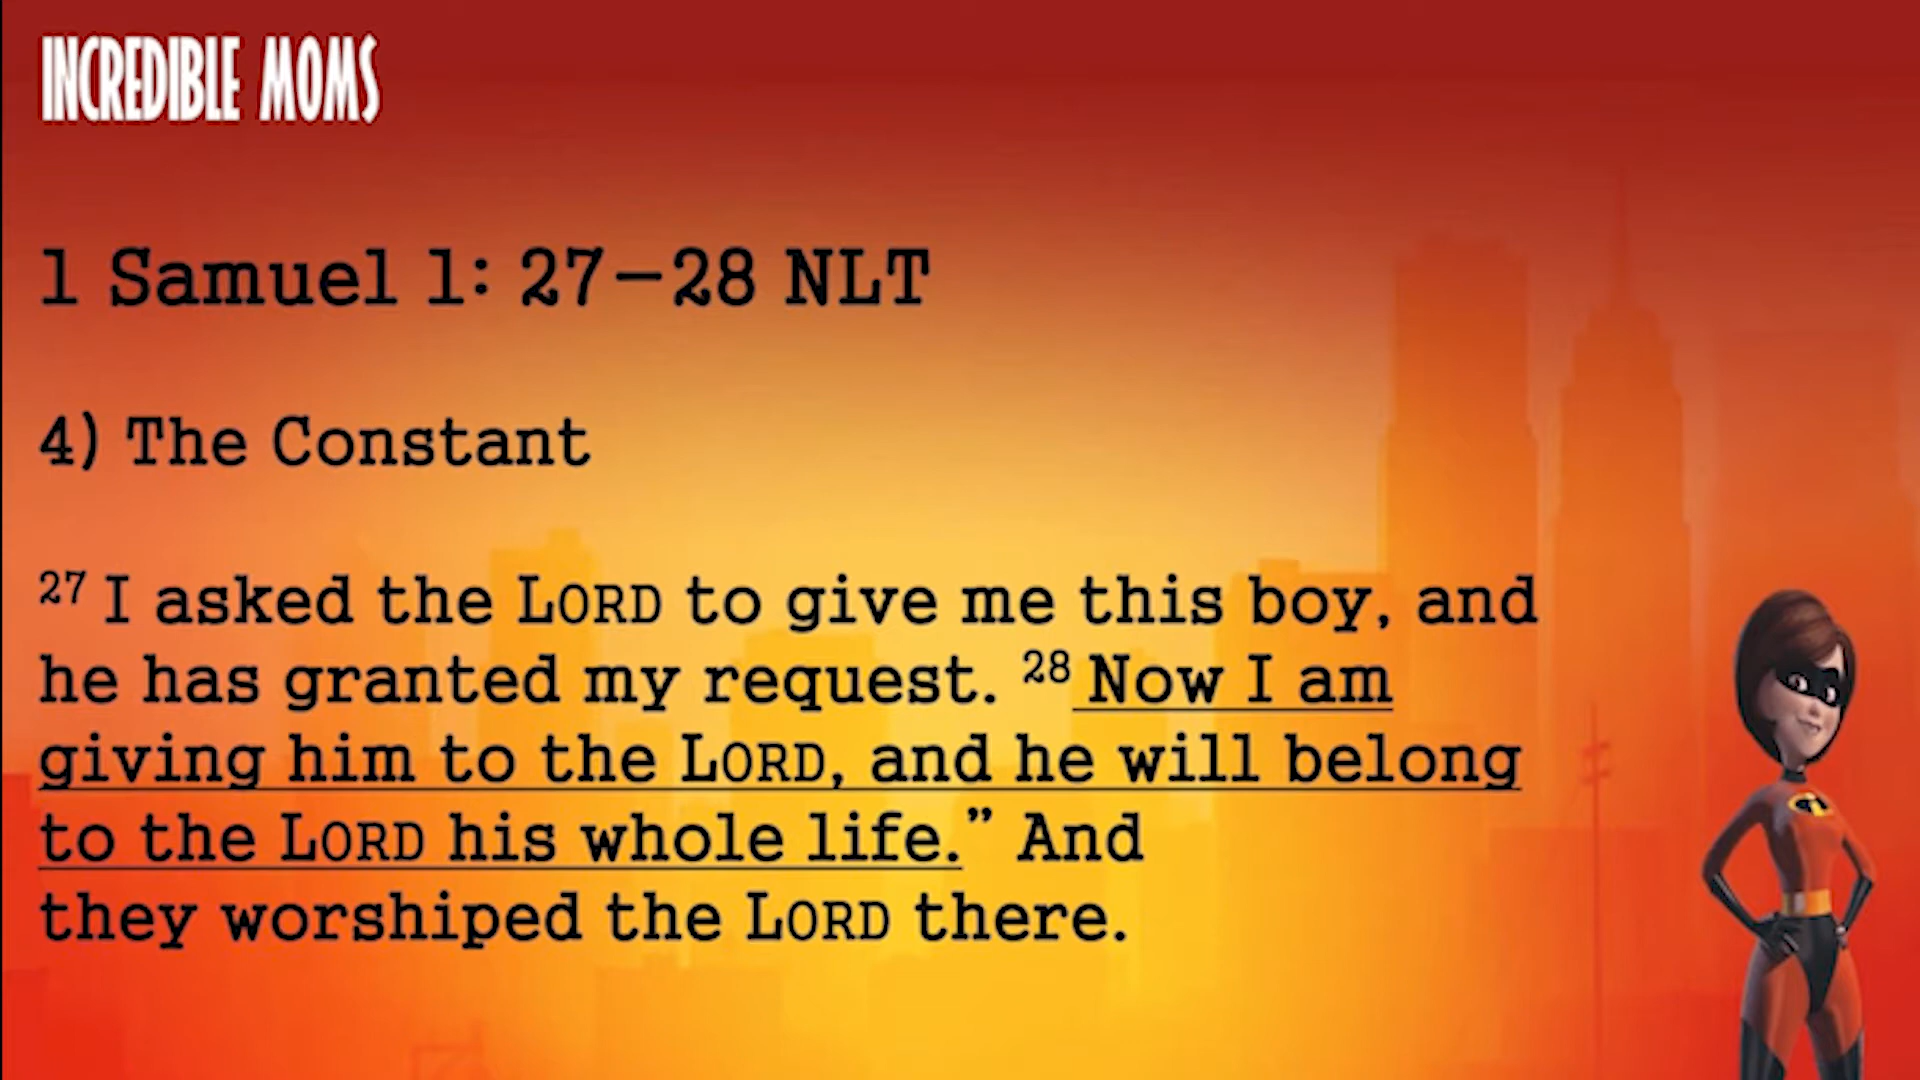 INCREDIBLE MOMS
1 Samuel 1: 27–28 NLT
4) The Constant
27 I asked the LORD to give me this boy, and
he has granted my request. 28 Now I am
giving him to the LORD, and he will belong
to the LORD his whole life.” And
they worshiped the LORD there.